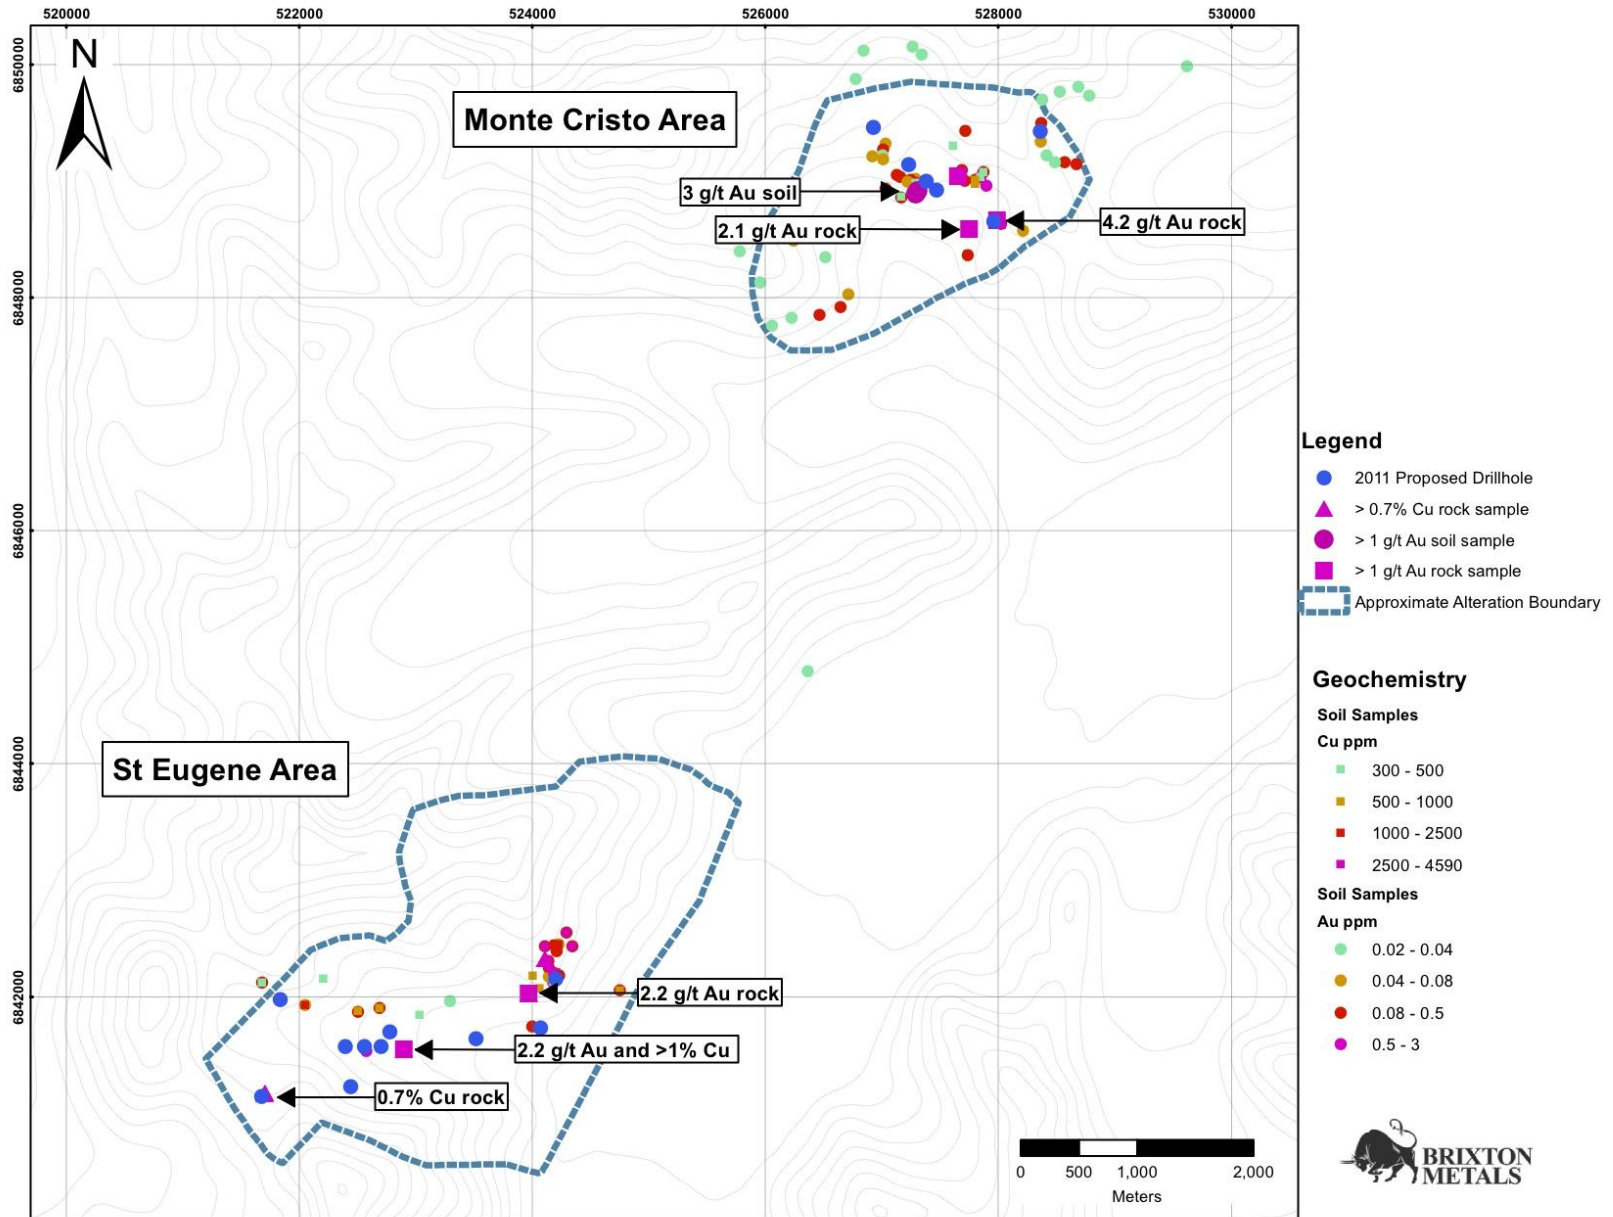 520000 522000 524000 526000 528000 530000
6850000
6848000
6846000
6844000
6842000
N
Monte Cristo Area
3 g/t Au soil
2.1 g/t Au rock
4.2 g/t Au rock
St Eugene Area
2.2 g/t Au rock
2.2 g/t Au and >1% Cu
0.7% Cu rock
Legend
2011 Proposed Drillhole
> 0.7% Cu rock sample
> 1 g/t Au soil sample
> 1 g/t Au rock sample
Approximate Alteration Boundary
Geochemistry
Soil Samples
Cu ppm
300 - 500
500 - 1000
1000 - 2500
2500 - 4590
Soil Samples
Au ppm
0.02 - 0.04
0.04 - 0.08
0.08 - 0.5
0.5 - 3
0 500 1,000 2,000
Meters
BRIXTON
METALS